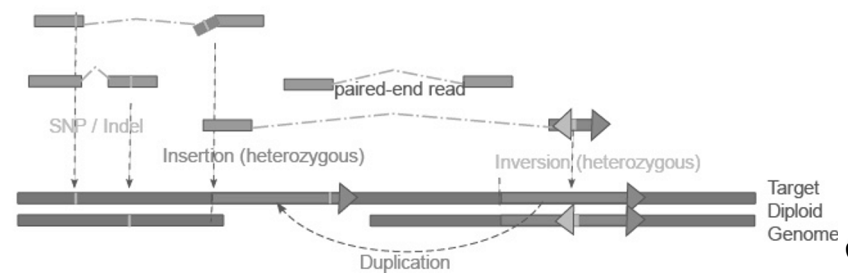 paired-end read
SNP / Indel
Insertion (heterozygous)
Inversion (heterozygous)
Target
Diploid
Genome
Duplication